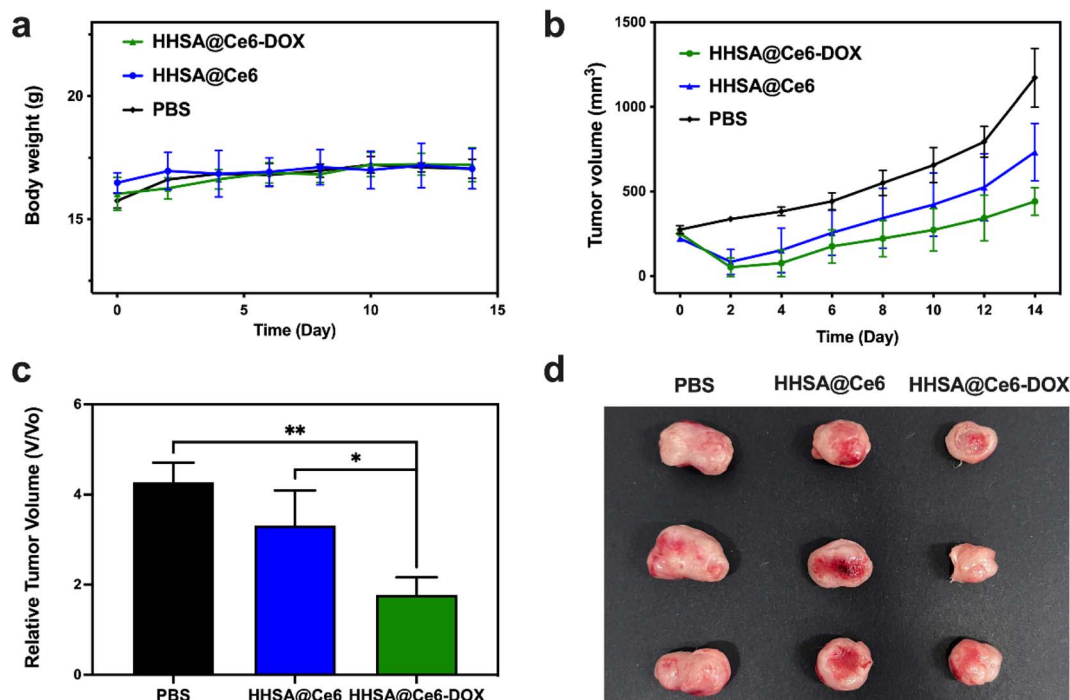 a
HHSA@Ce6-DOX
HHSA@Ce6
PBS
Body weight (g)
20
15
0
5
10
15
Time (Day)
b
HHSA@Ce6-DOX
HHSA@Ce6
PBS
Tumor volume (mm³)
1500
1000
500
0
0
2
4
6
8
10
12
14
Time (Day)
c
Relative Tumor Volume (V/Vo)
6
4
2
0
**
*
PBS
HHSA@Ce6
HHSA@Ce6-DOX
d
PBS
HHSA@Ce6
HHSA@Ce6-DOX